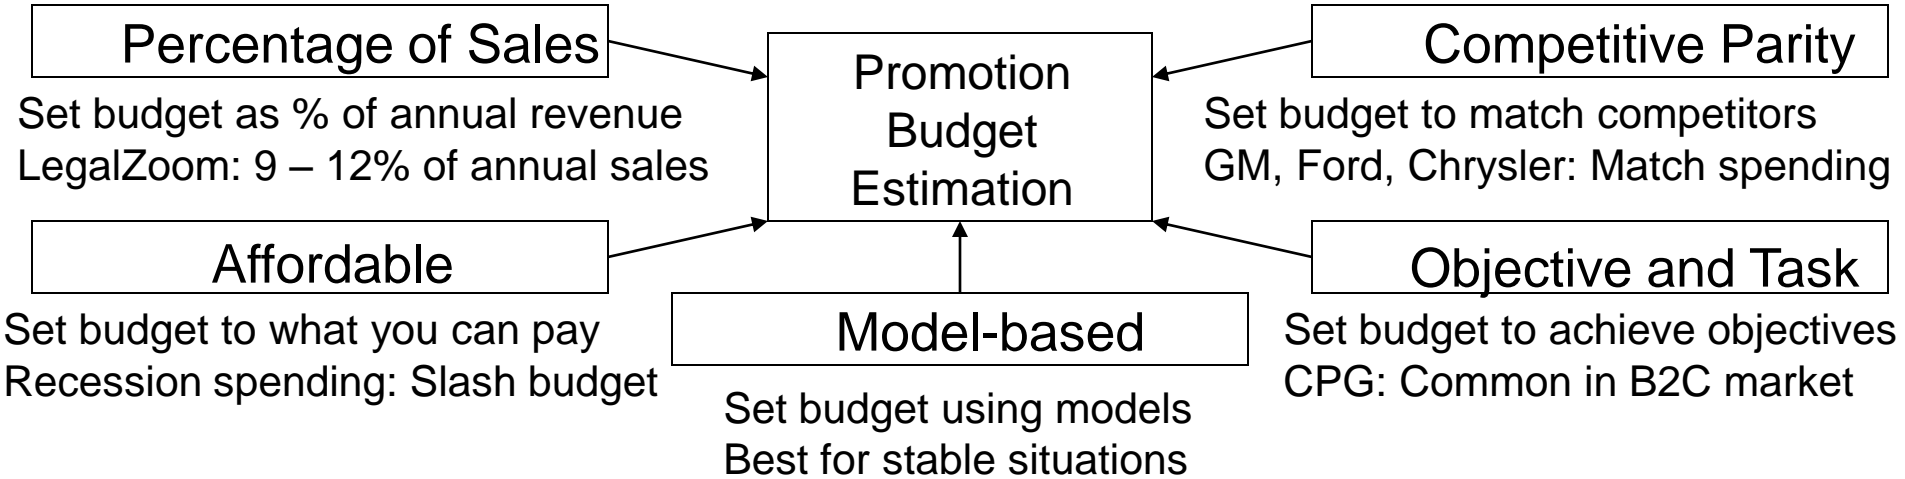 Percentage of Sales
Set budget as % of annual revenue
LegalZoom: 9 – 12% of annual sales
Promotion
Budget
Estimation
Competitive Parity
Set budget to match competitors
GM, Ford, Chrysler: Match spending
Affordable
Set budget to what you can pay
Recession spending: Slash budget
Model-based
Set budget using models
Best for stable situations
Objective and Task
Set budget to achieve objectives
CPG: Common in B2C market